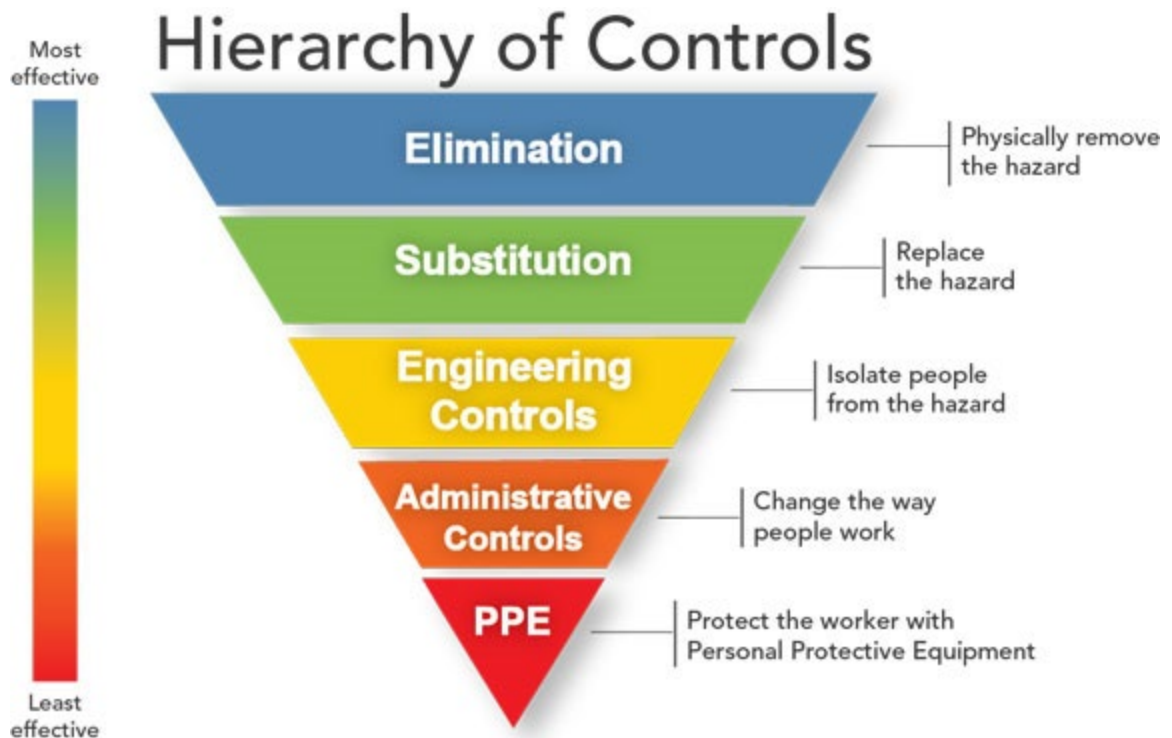 Hierarchy of Controls
Most
effective
Elimination
Physically remove
the hazard
Substitution
Replace
the hazard
Engineering
Controls
Isolate people
from the hazard
Administrative
Controls
Change the way
people work
PPE
Protect the worker with
Personal Protective Equipment
Least
effective